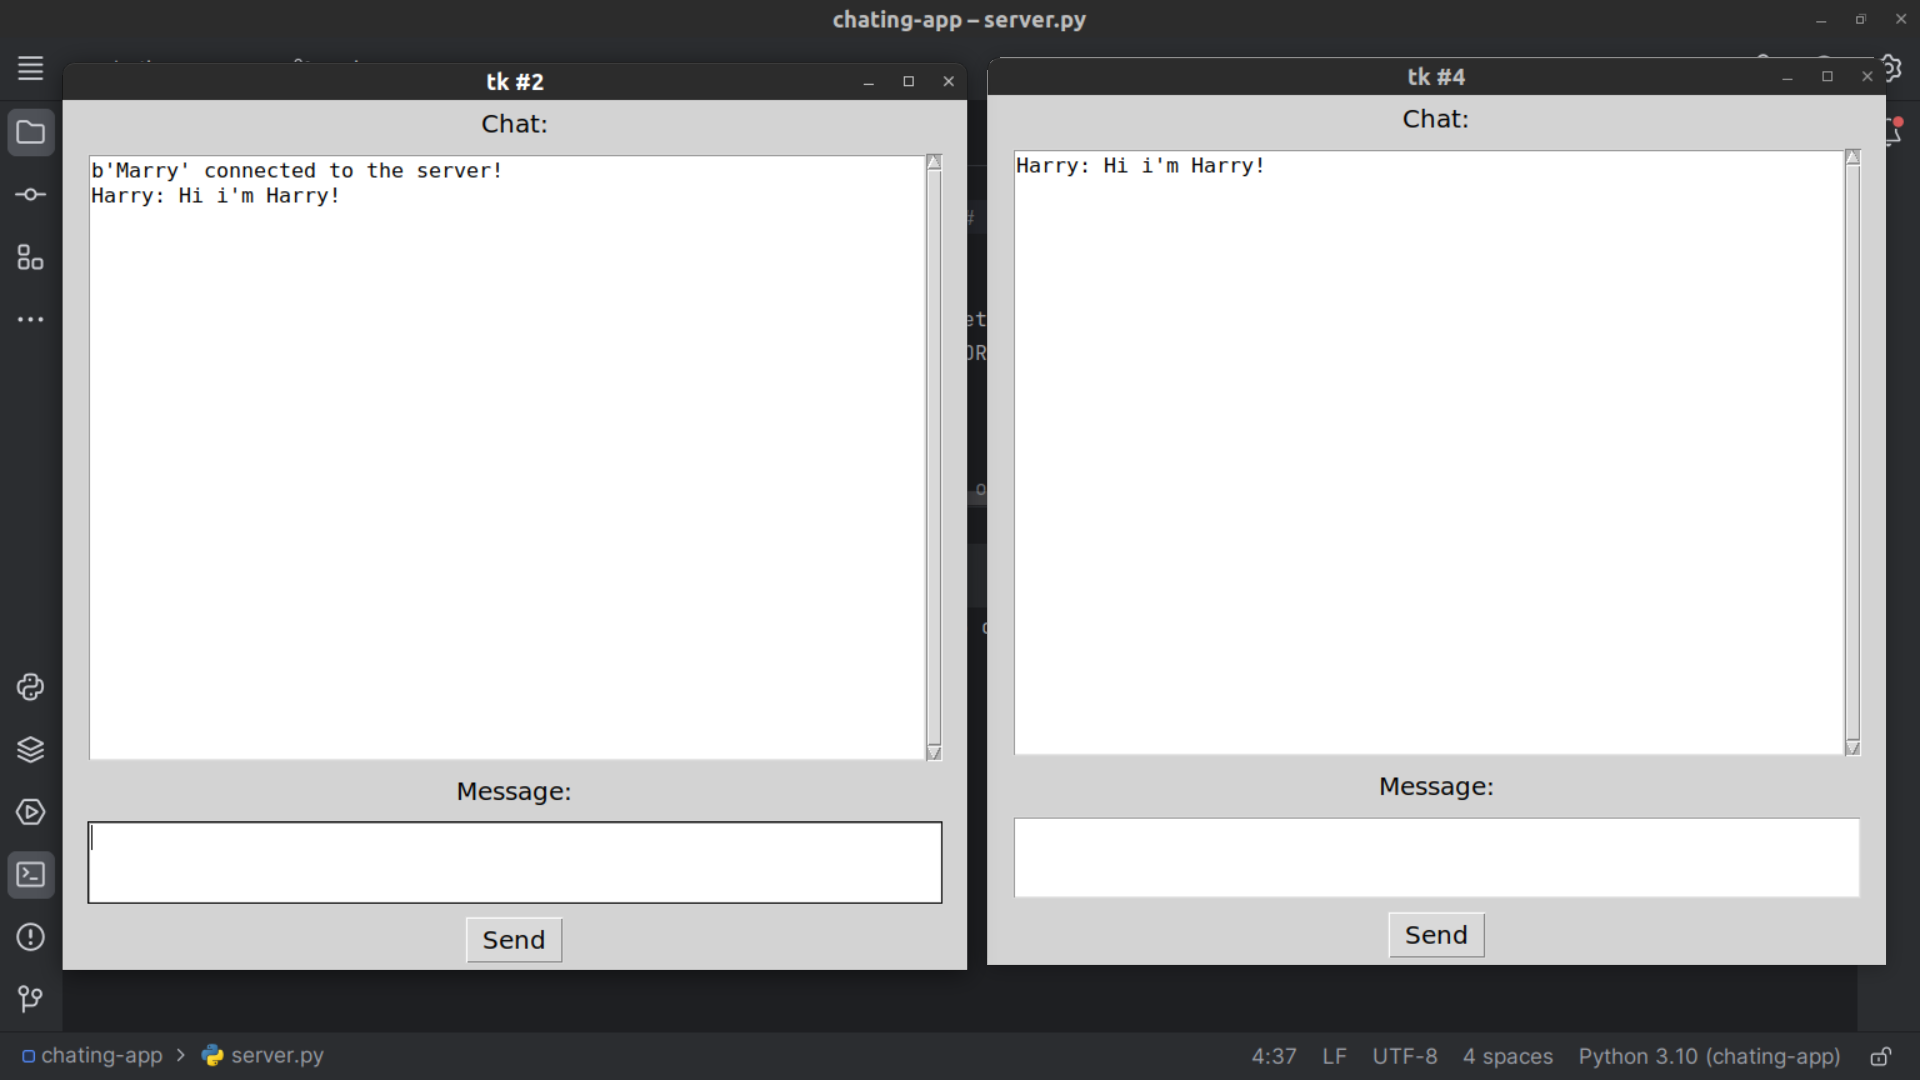 chating-app – server.py
tk #2
Chat:
b'Marry' connected to the server!
Harry: Hi i'm Harry!
Message:
Send
tk #4
Chat:
Harry: Hi i'm Harry!
Message:
Send
chating-app > server.py
4:37 LF UTF-8 4 spaces Python 3.10 (chating-app)